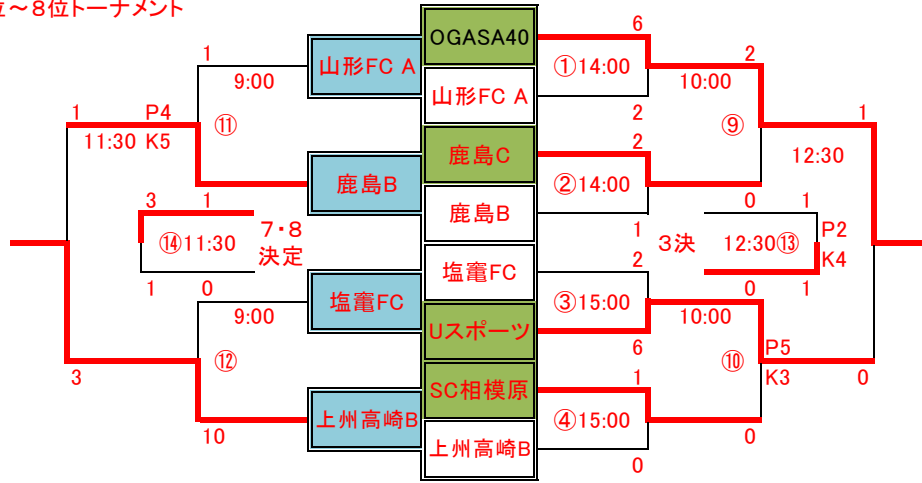 位～8位トーナメント
OGASA40
山形FC A
鹿島C
鹿島B
塩竈FC
Uスポーツ
SC相模原
上州高崎B
山形FC A
鹿島B
塩竈FC
上州高崎B
6
①14:00
2
2
②14:00
1
2
③15:00
6
1
④15:00
0
2
10:00
⑨
0
0
10:00
⑩
P5
K3
0
1
12:30
0
3決
1
12:30⑬
P2
K4
1
1
9:00
⑪
P4
K5
1
11:30
3
1
⑭11:30
7・8
決定
1
0
9:00
⑫
10
3